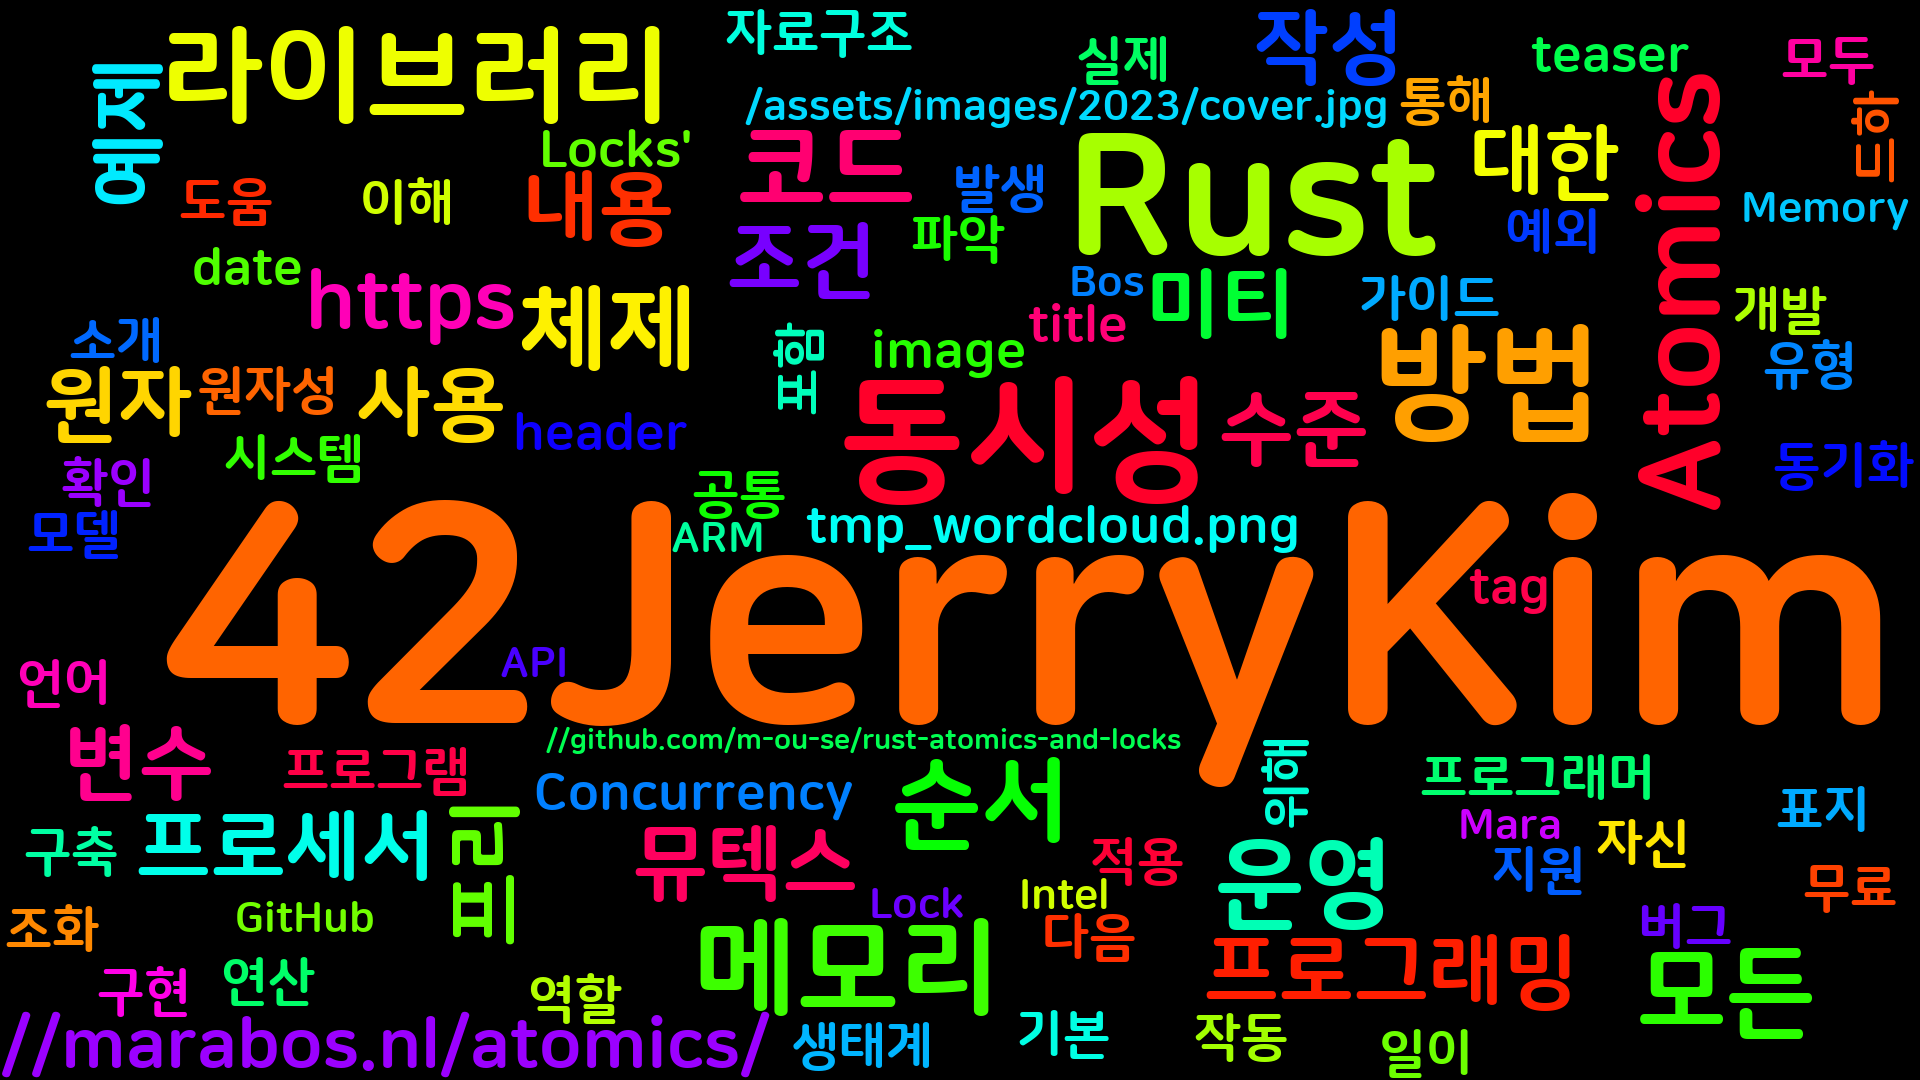 자료구조
작성
라이브러리
실제
teaser
모두
예제
/assets/images/2023/cover.jpg
통해
Atomics
하드
Locks'
코드
Rust
대한
도움
이해
내용
발생
Memory
예외
파악
조건
date
https
체제
Bos
미티
가이드
개발
소개
title
포함
image
방법
유형
원자
원자성
사용
동시성
수준
header
시스템
동기화
확인
공통
모델
ARM
tmp_wordcloud.png
42JerryKim
tag
API
언어
변수
프로그램
//github.com/m-ou-se/rust-atomics-and-locks
Concurrency
순서
위해
프로그래머
표지
구축
프로세서
리비
뮤텍스
적용
Mara
자신
지원
운영
무료
조화
GitHub
Lock
Intel
다음
버그
메모리
프로그래밍
모든
구현
연산
역할
//marabos.nl/atomics/
생태계
기본
작동
일이